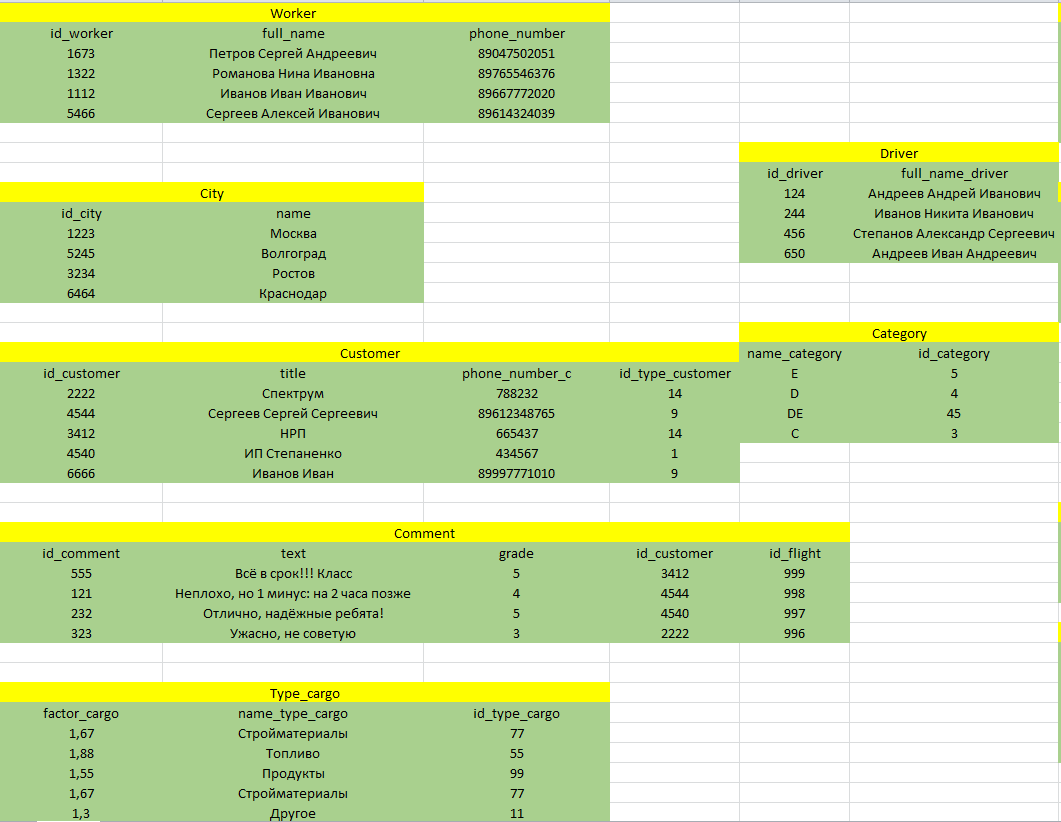 Worker
id_worker full_name phone_number
1673 Петров Сергей Андреевич 89047502051
1322 Романова Нина Ивановна 89765546376
1112 Иванов Иван Иванович 89667772020
5466 Сергеев Алексей Иванович 89614324039
Driver
id_driver full_name_driver
124 Андреев Андрей Иванович
244 Иванов Никита Иванович
456 Степанов Александр Сергеевич
650 Андреев Иван Андреевич
City
id_city name
1223 Москва
5245 Волгоград
3234 Ростов
6464 Краснодар
Category
name_category id_category
E 5
D 4
DE 45
C 3
Customer
id_customer title phone_number_c id_type_customer
2222 Спектрум 788232 14
4544 Сергеев Сергей Сергеевич 89612348765 9
3412 НРП 665437 14
4540 ИП Степаненко 434567 1
6666 Иванов Иван 89997771010 9
Comment
id_comment text grade id_customer id_flight
555 Всё в срок!!! Класс 5 3412 999
121 Неплохо, но 1 минус: на 2 часа позже 4 4544 998
232 Отлично, надёжные ребята! 5 4540 997
323 Ужасно, не советую 3 2222 996
Type_cargo
factor_cargo name_type_cargo id_type_cargo
1,67 Стройматериалы 77
1,88 Топливо 55
1,55 Продукты 99
1,67 Стройматериалы 77
1,3 Другое 11